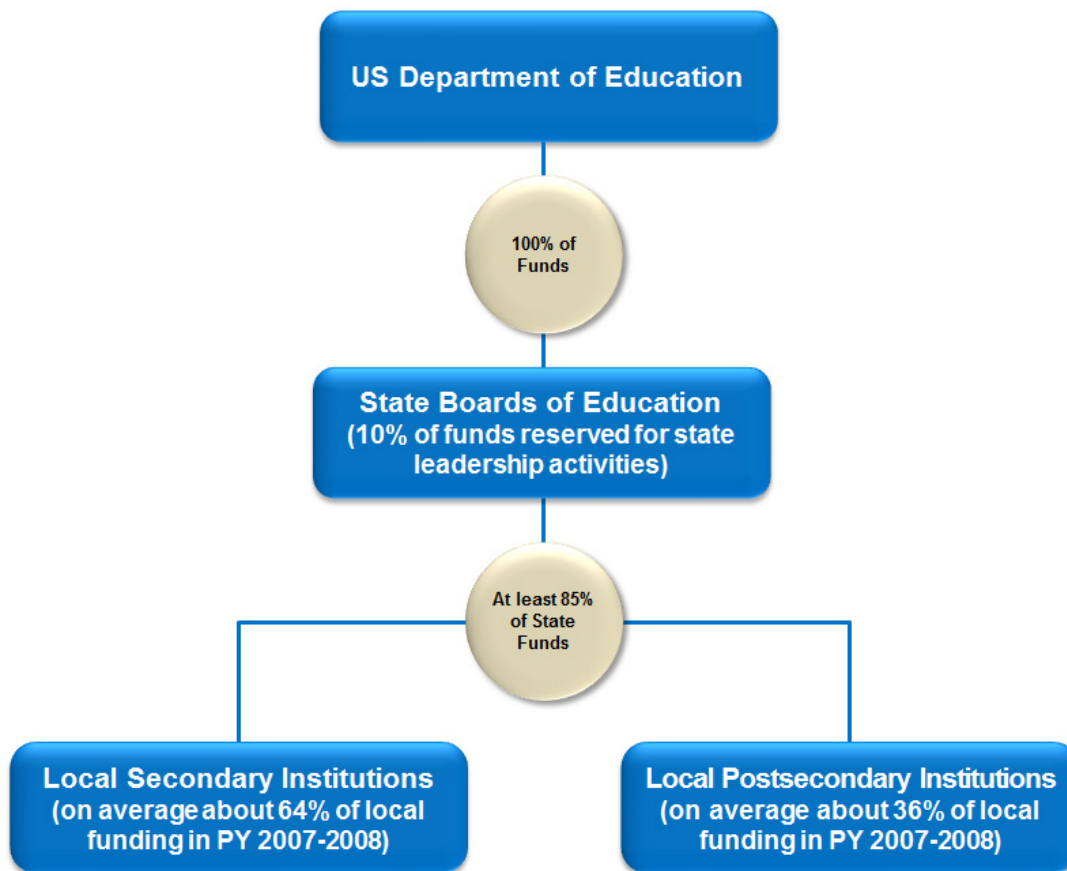 US Department of Education
100% of
Funds
State Boards of Education
(10% of funds reserved for state
leadership activities)
At least 85%
of State
Funds
Local Secondary Institutions
(on average about 64% of local
funding in PY 2007-2008)
Local Postsecondary Institutions
(on average about 36% of local
funding in PY 2007-2008)